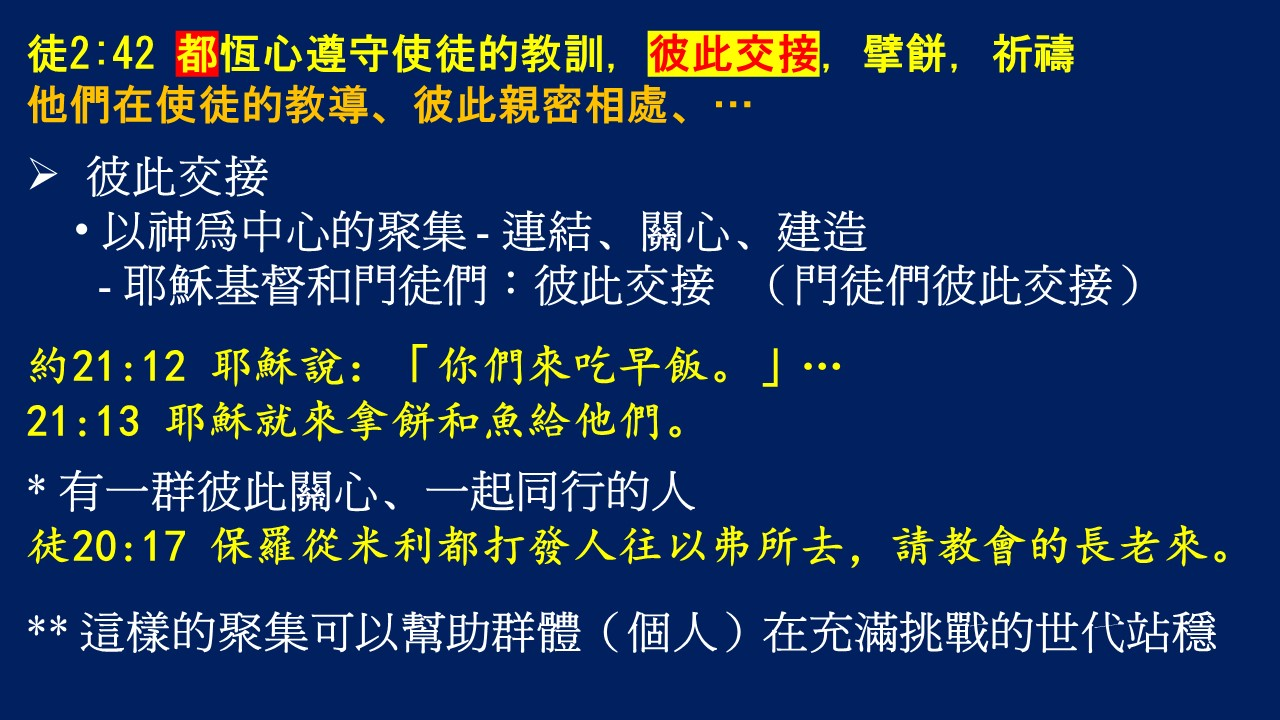 徒2:42 都恆心遵守使徒的教訓, 彼此交接, 擘餅, 祈禱
他們在使徒的教導、彼此親密相處、…
➢ 彼此交接
• 以神為中心的聚集 - 連結、關心、建造
- 耶穌基督和門徒們：彼此交接 （門徒們彼此交接）
約21:12 耶穌說：「你們來吃早飯。」…
21:13 耶穌就來拿餅和魚給他們。
* 有一群彼此關心、一起同行的人
徒20:17 保羅從米利都打發人往以弗所去，請教會的長老來。
** 這樣的聚集可以幫助群體（個人）在充滿挑戰的世代站穩